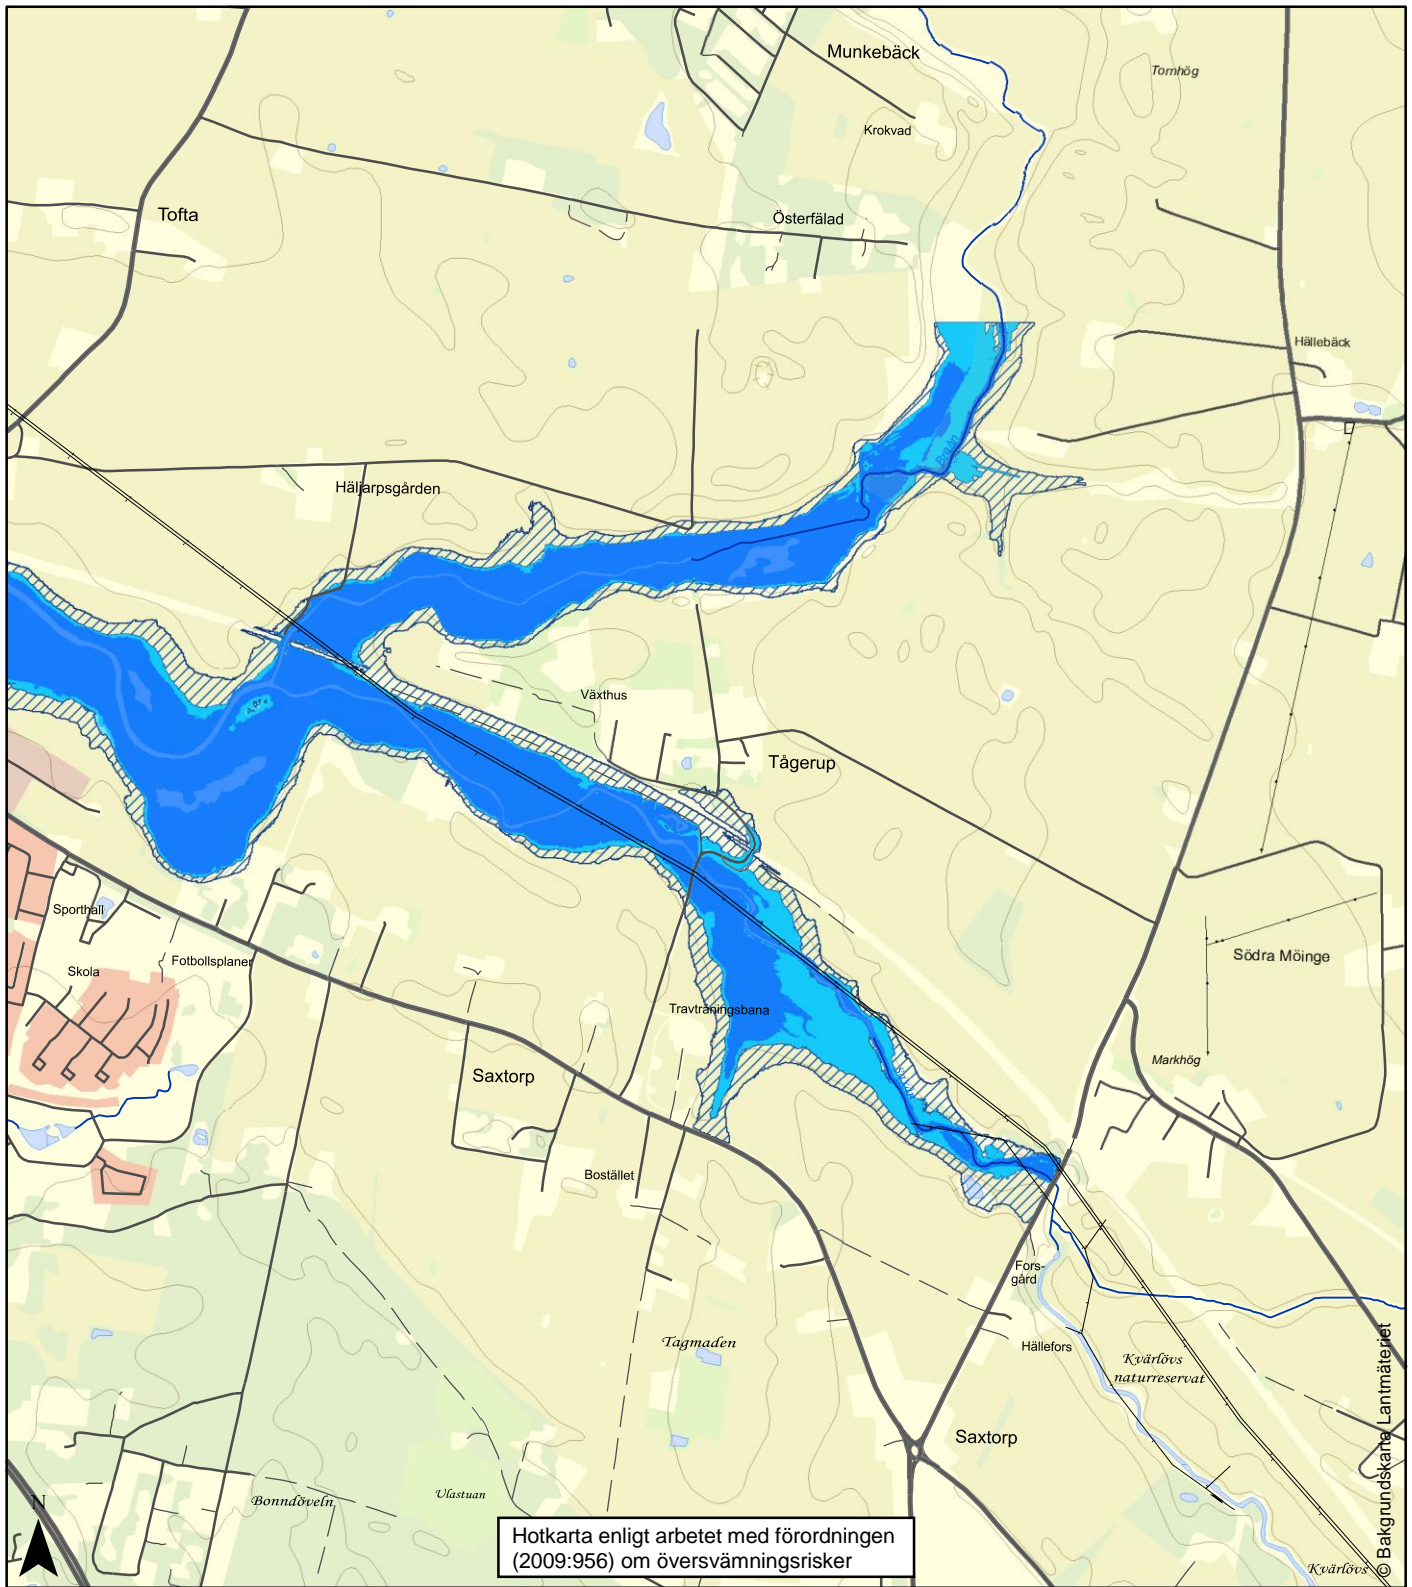 Munkebäck
Tornhög
Krokvad
Tofta
Österfälad
Hällebäck
Braån
Häljarpsgården
Växthus
Tågerup
Sporthall
Södra Möinge
Fotbollsplaner
Skola
Travträningsbana
Markhög
Saxtorp
Bostället
Fors-
gård
Tagmaden
Hällefors
Kvärlövs
naturreservat
Saxtorp
Ulastuan
Bonndöveln
N
Hotkarta enligt arbetet med förordningen
(2009:956) om översvämningsrisker
Kvärlövs
© Bakgrundskarta Lantmäteriet